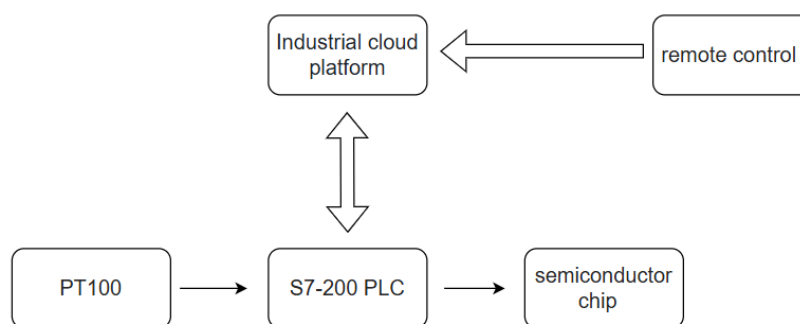 Industrial cloud
platform
remote control
PT100
S7-200 PLC
semiconductor
chip